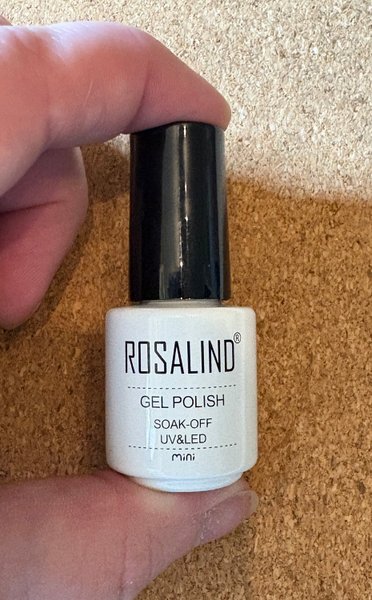 ROSALIND®
GEL POLISH
SOAK-OFF
UV&LED
mini